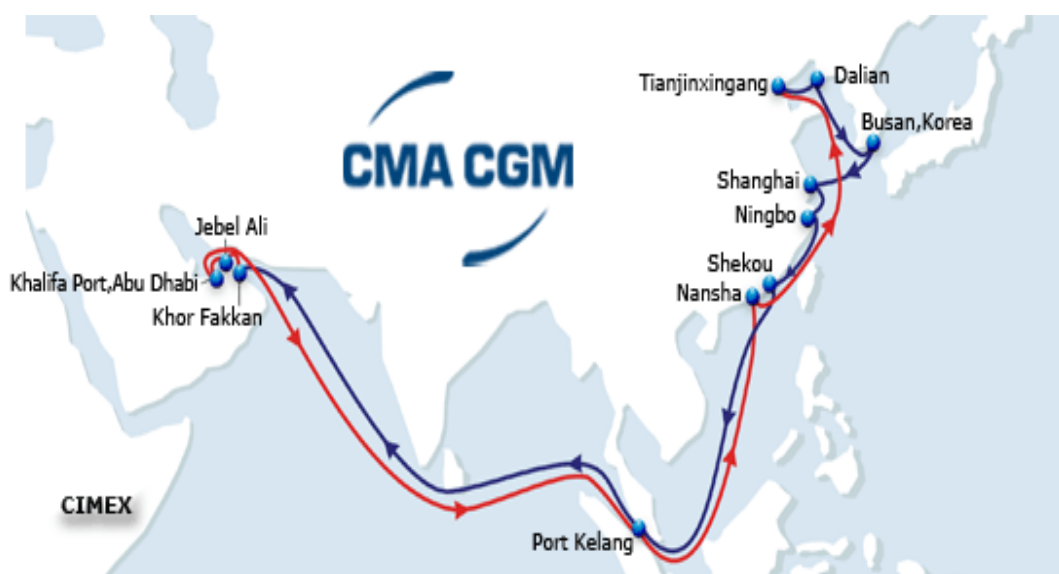 Tianjinxingang
Dalian
Busan,Korea
CMA CGM
Shanghai
Ningbo
Jebel Ali
Shekou
Khalifa Port,Abu Dhabi
Nansha
Khor Fakkan
CIMEX
Port Kelang